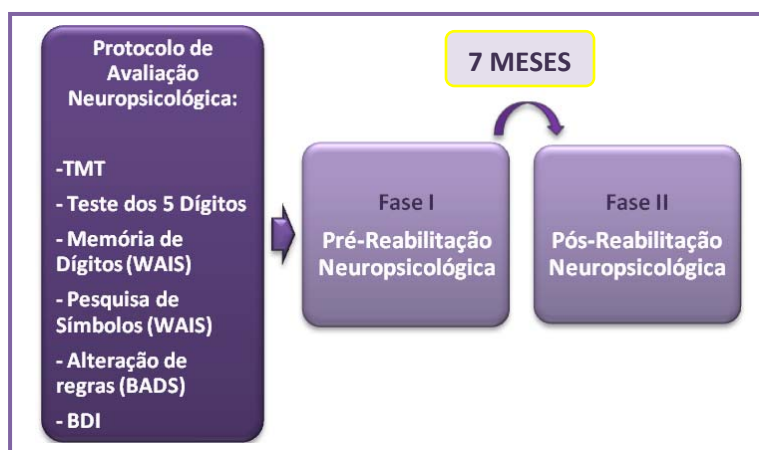 Protocolo de
Avaliação
Neuropsicológica:
-TMT
- Teste dos 5 Dígitos
- Memória de
Dígitos (WAIS)
- Pesquisa de
Símbolos (WAIS)
- Alteração de
regras (BADS)
- BDI
7 MESES
Fase I
Pré-Reabilitação
Neuropsicológica
Fase II
Pós-Reabilitação
Neuropsicológica